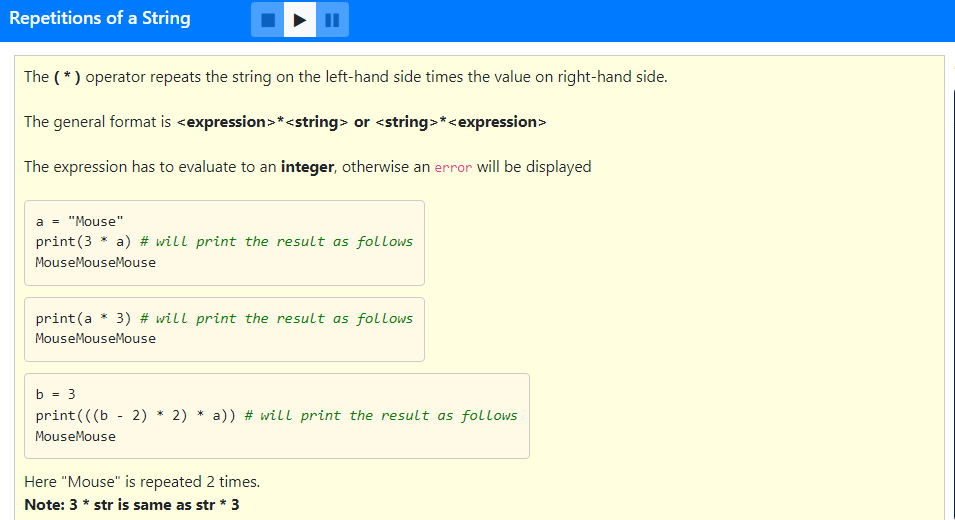 Repetitions of a String
The ( * ) operator repeats the string on the left-hand side times the value on right-hand side.
The general format is <expression>*<string> or <string>*<expression>
The expression has to evaluate to an integer, otherwise an error will be displayed
a = "Mouse"
print(3 * a) # will print the result as follows
MouseMouseMouse
print(a * 3) # will print the result as follows
MouseMouseMouse
b = 3
print(((b - 2) * 2) * a)) # will print the result as follows
MouseMouse
Here "Mouse" is repeated 2 times.
Note: 3 * str is same as str * 3